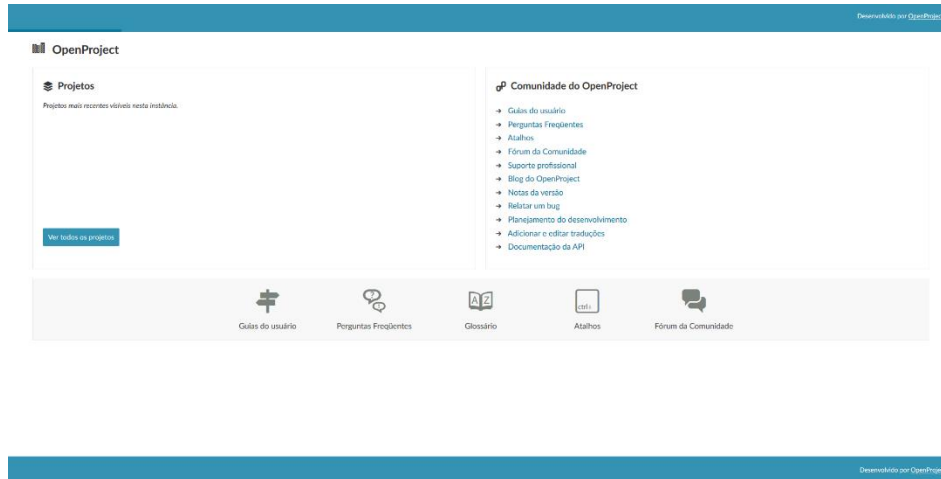 Desenvolvido por OpenProject
OpenProject
Projetos
Projetos mais recentes visíveis nesta instância.
Ver todos os projetos
Comunidade do OpenProject
Guias do usuário
Perguntas Freqüentes
Atalhos
Fórum da Comunidade
Suporte profissional
Blog do OpenProject
Notas da versão
Relatar um bug
Planejamento do desenvolvimento
Adicionar e editar traduções
Documentação da API
? !
A Z
ctrl+
Guias do usuário Perguntas Freqüentes Glossário Atalhos Fórum da Comunidade
Desenvolvido por OpenProje